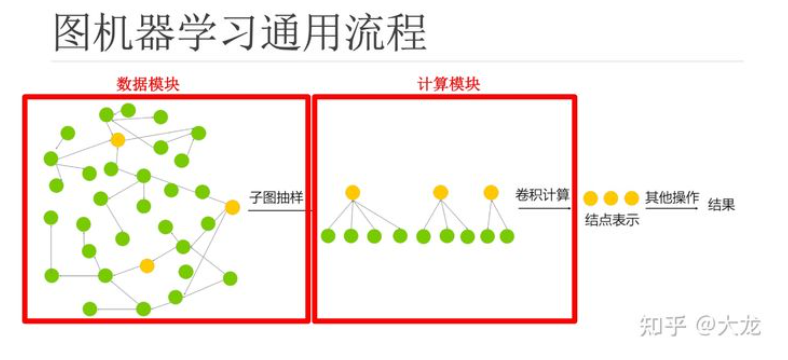 图机器学习通用流程
数据模块
计算模块
子图抽样
卷积计算
结点表示
其他操作
结果
知乎 @大龙